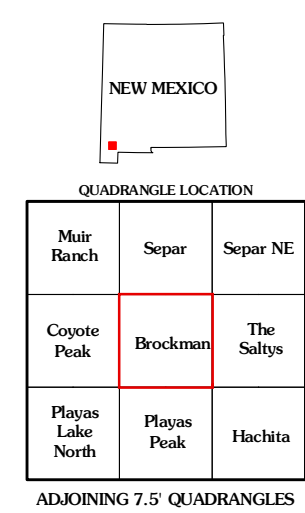 NEW MEXICO
QUADRANGLE LOCATION
Muir
Ranch
Separ
Separ NE
Coyote
Peak
Brockman
The
Saltys
Playas
Lake
North
Playas
Peak
Hachita
ADJOINING 7.5' QUADRANGLES